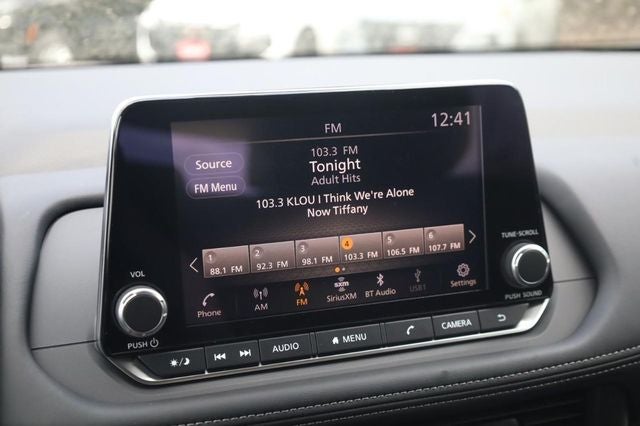 FM
12:41
103.3 FM
Tonight
Adult Hits
Source
FM Menu
103.3 KLOU I Think We're Alone
Now Tiffany
1 88.1 FM
2 92.3 FM
3 98.1 FM
4 103.3 FM
5 106.5 FM
6 107.7 FM
Phone
AM
FM
sxm
SiriusXM
BT Audio
USB1
Settings
VOL
PUSH
TUNE·SCROLL
PUSH SOUND
AUDIO
MENU
CAMERA